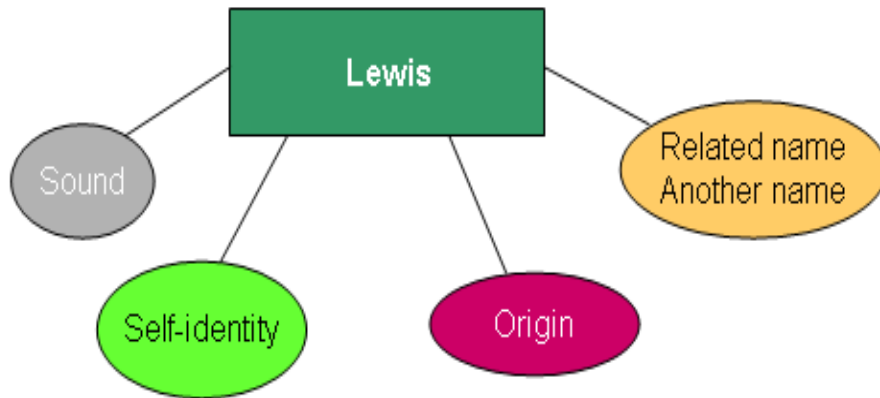 Lewis
Sound
Related name
Another name
Self-identity
Origin